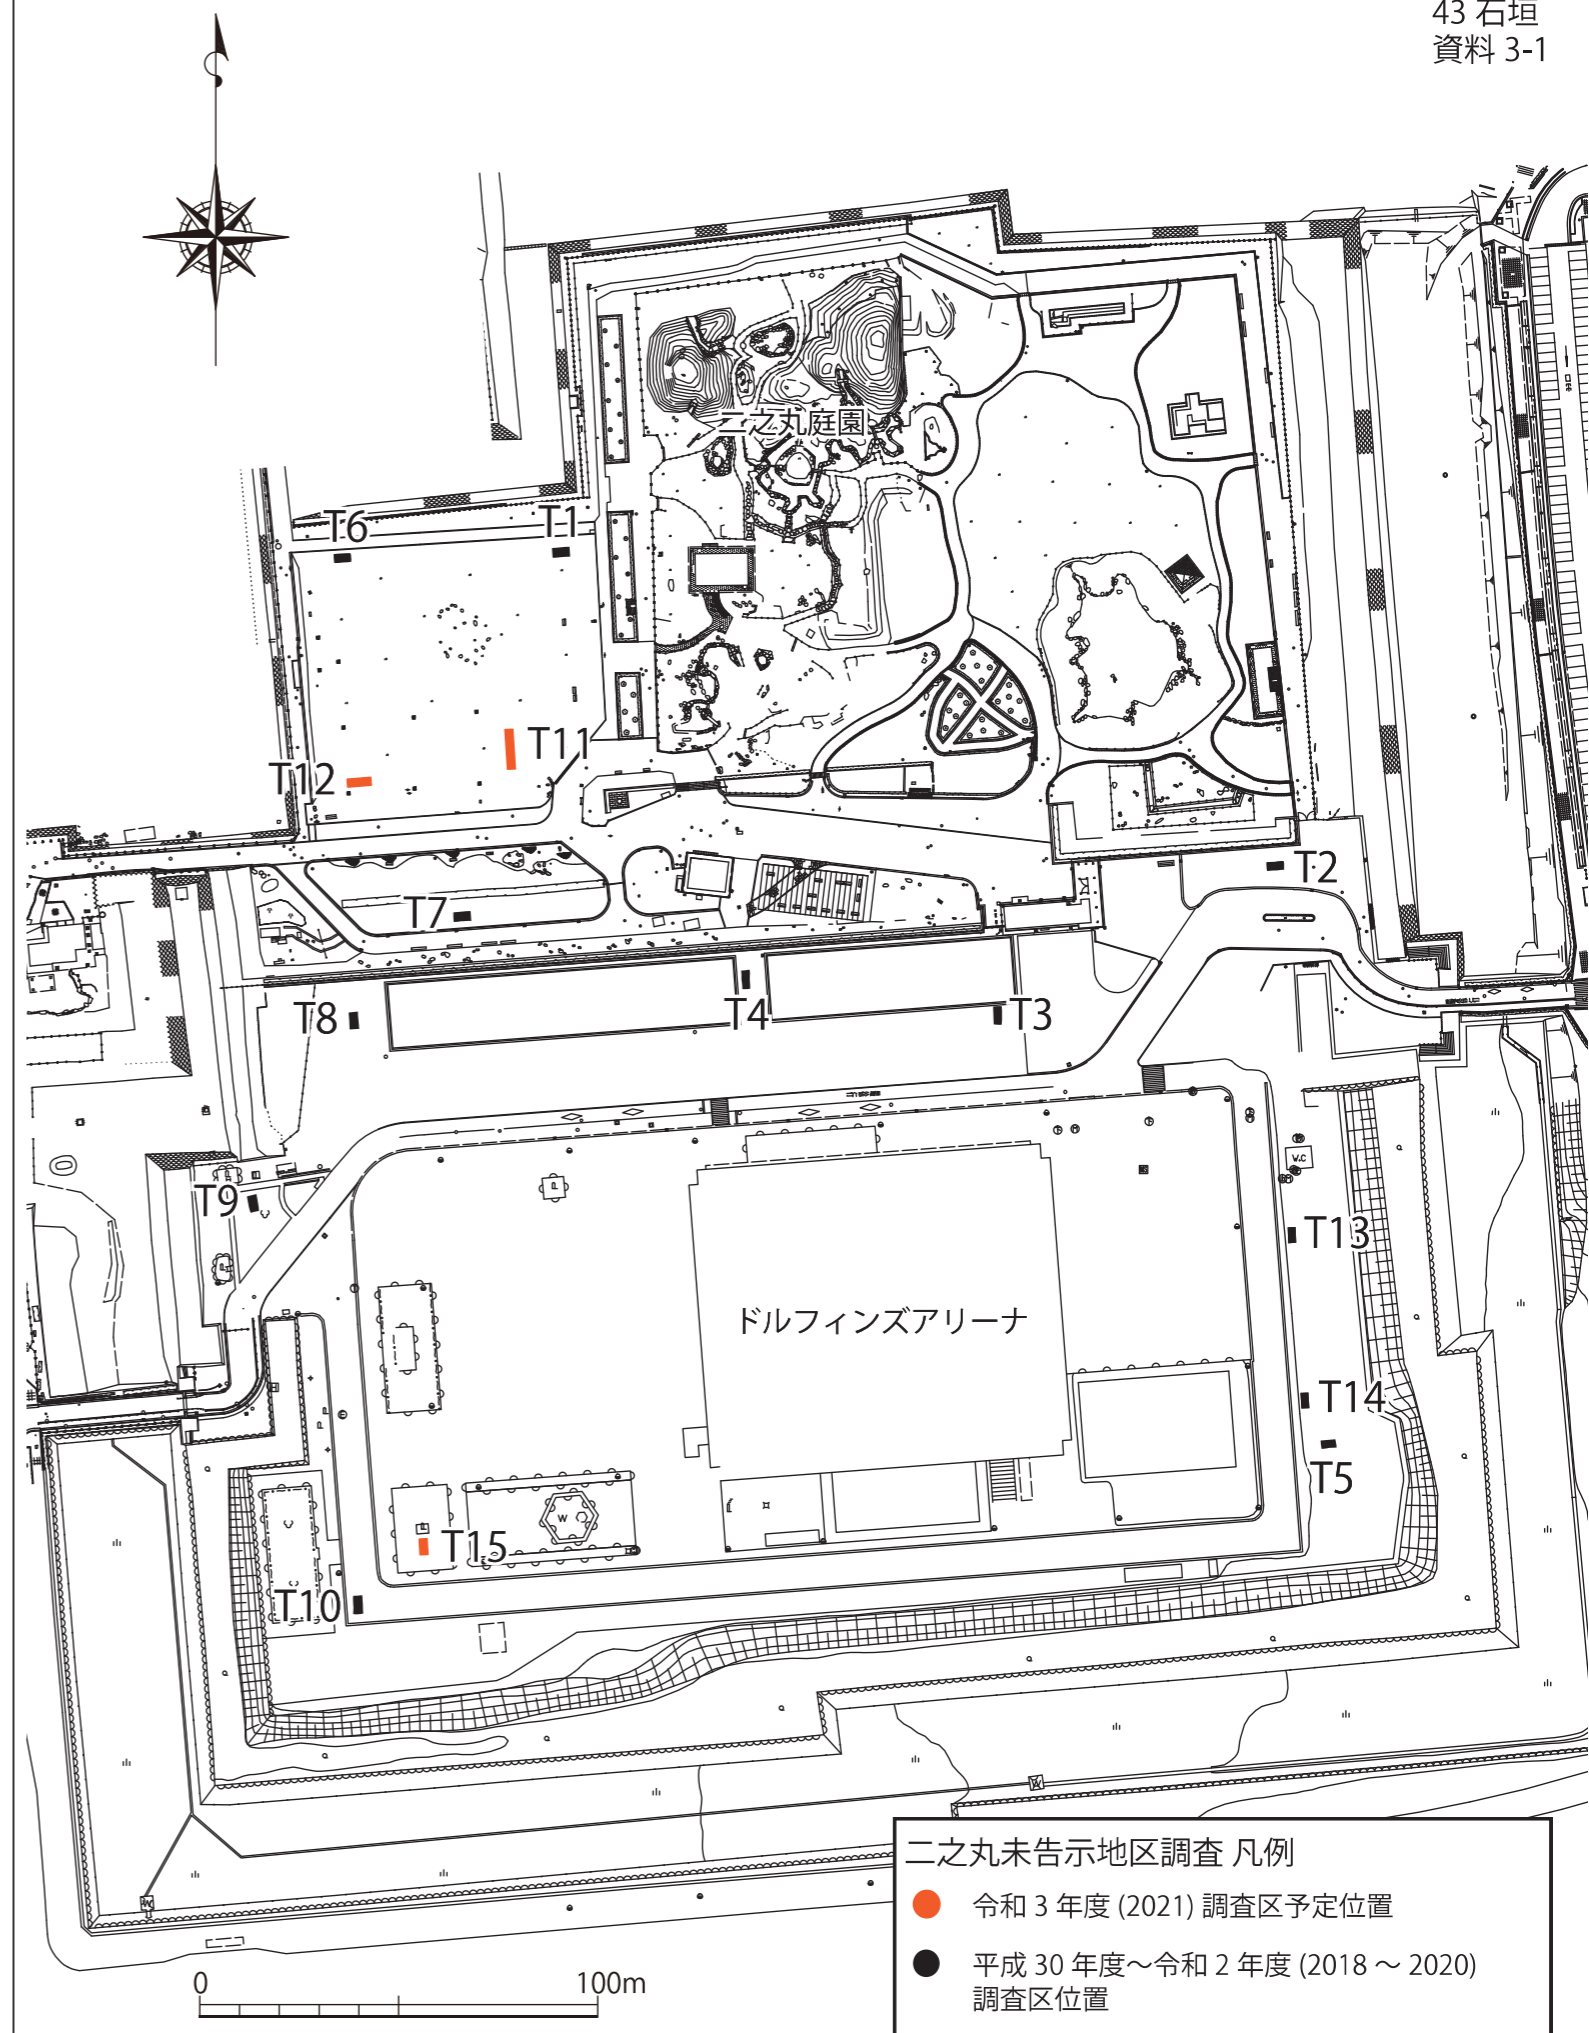 43 石垣
資料 3-1
二之丸庭園
T6
T1
T11
T12
T2
T7
T8
T4
T3
T9
W.C
T13
ドルフィンズアリーナ
T14
T5
W
T15
T10
W
W
二之丸未告示地区調査 凡例
令和 3 年度 (2021) 調査区予定位置
平成 30 年度～令和 2 年度 (2018 ～ 2020)
調査区位置
0 100m